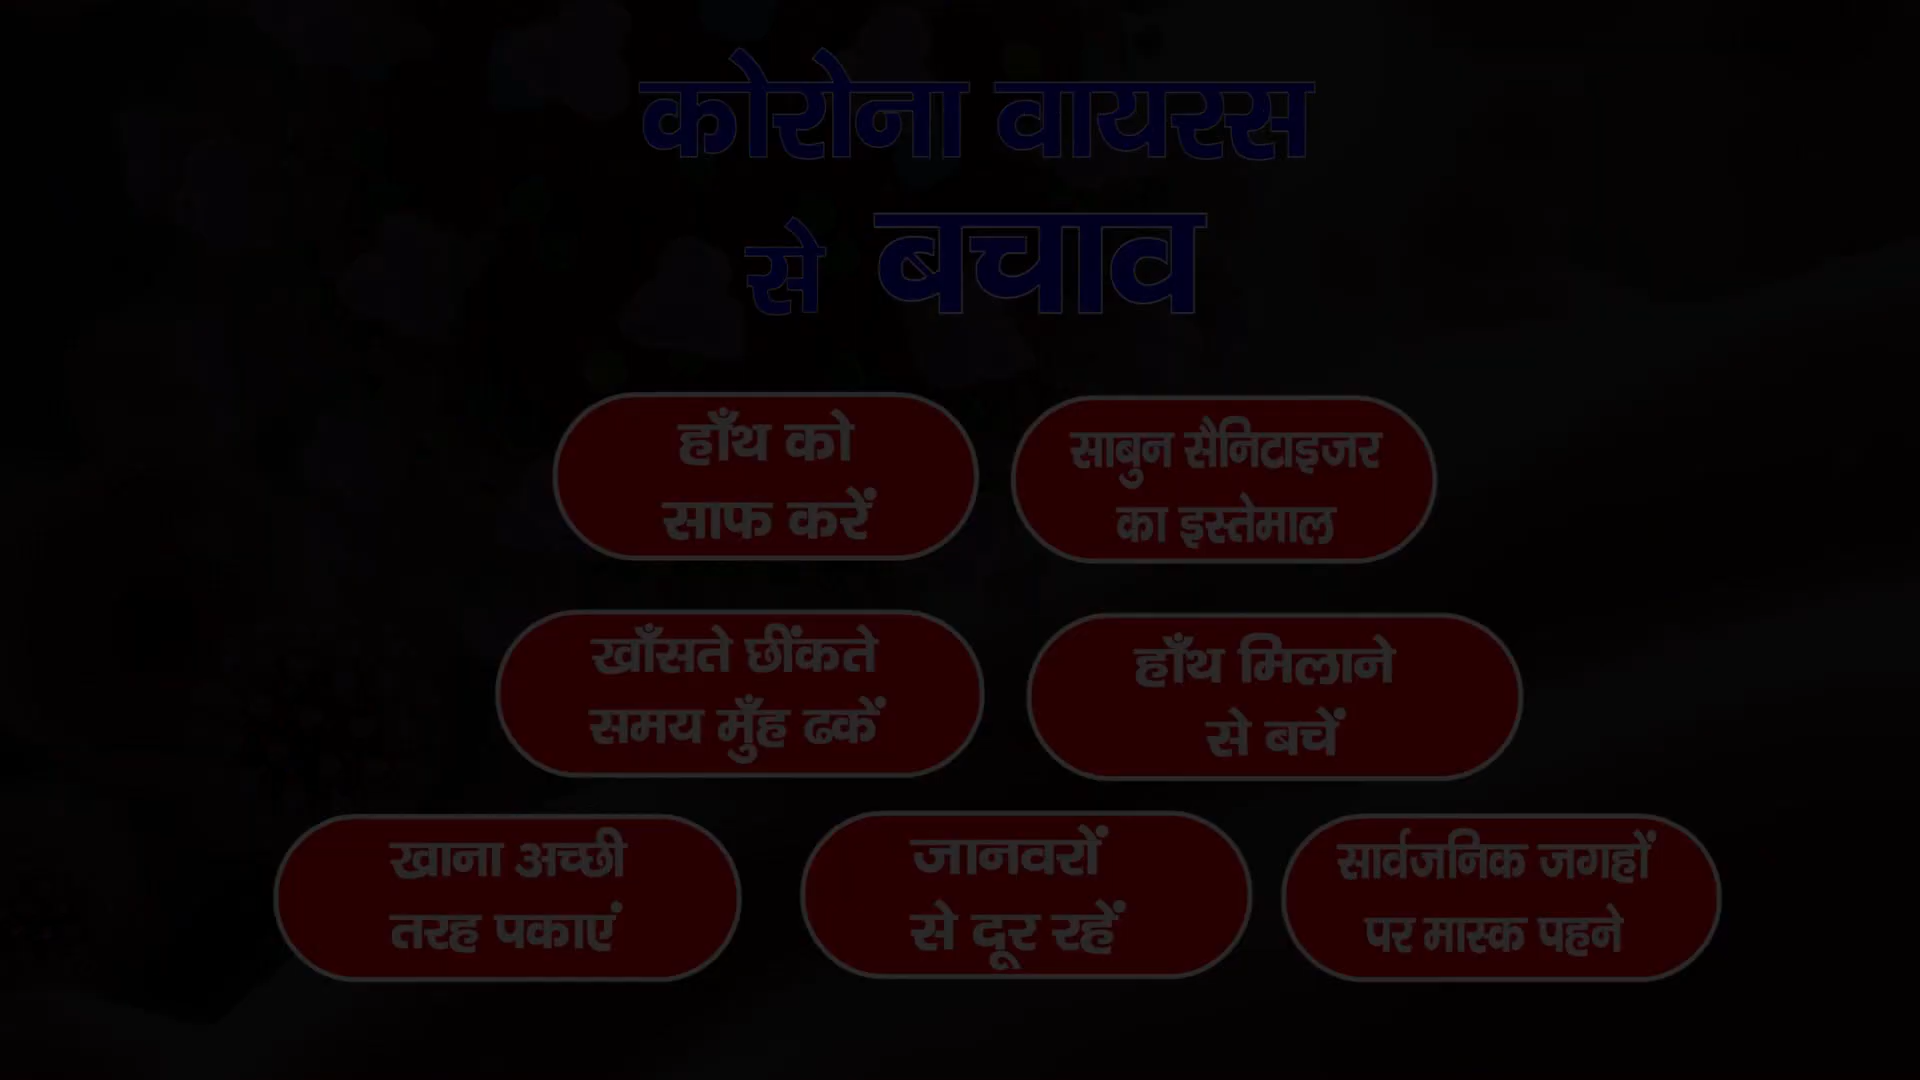 कोरोना वायरस
से बचाव
हाँथ को
साफ करें
साबुन सैनिटाइजर
का इस्तेमाल
खाँसते छींकते
समय मुँह ढकें
हाँथ मिलाने
से बचें
खाना अच्छी
तरह पकाएं
जानवरों
से दूर रहें
सार्वजनिक जगहों
पर मास्क पहने